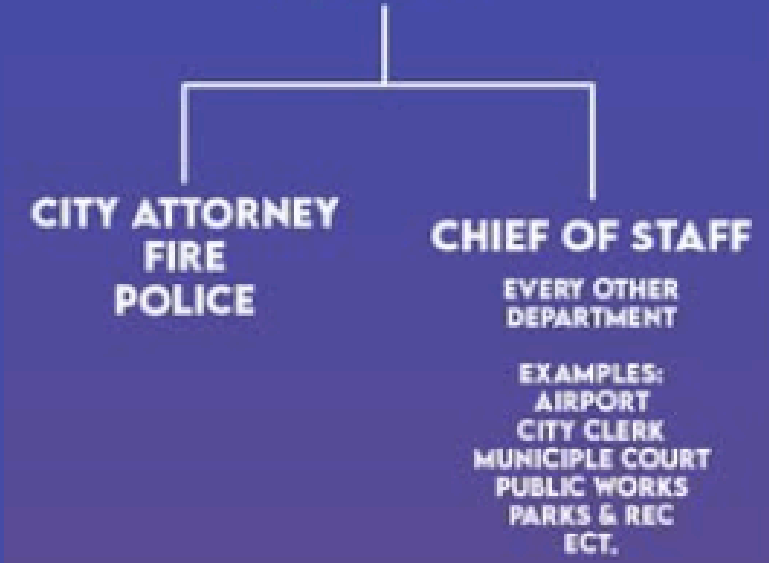 CITY ATTORNEY
FIRE
POLICE
CHIEF OF STAFF
EVERY OTHER
DEPARTMENT
EXAMPLES:
AIRPORT
CITY CLERK
MUNICIPLE COURT
PUBLIC WORKS
PARKS & REC
ECT.